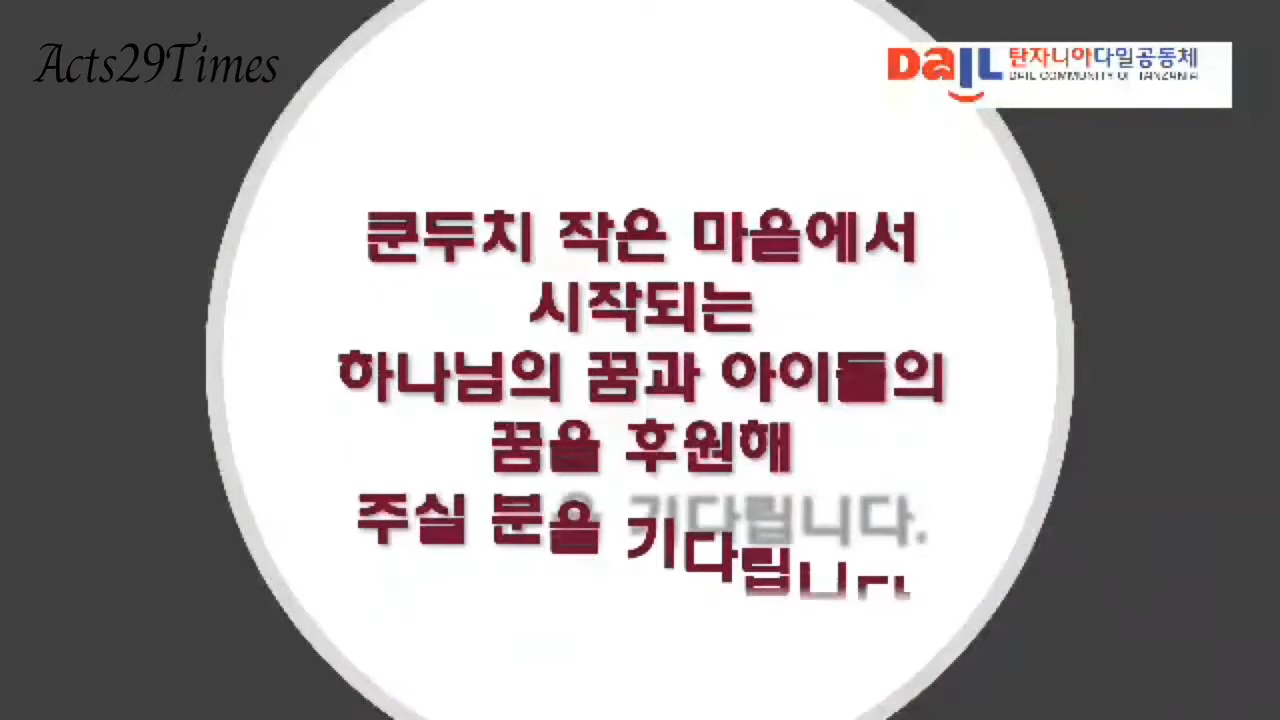 Acts29Times
DAIL 탄자니아다일공동체
DAIL COMMUNITY OF TANZANIA
쿤두치 작은 마을에서
시작되는
하나님의 꿈과 아이들의
꿈을 후원해
주실 분을 기다립니다.